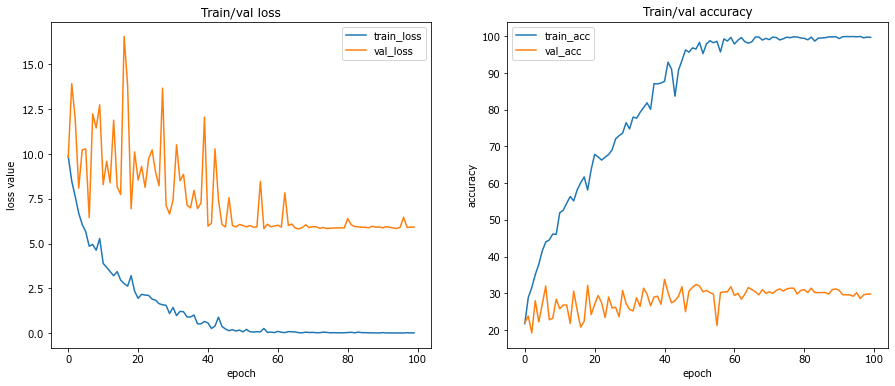 Train/val loss
train_loss
val_loss
15.0
12.5
10.0
7.5
5.0
2.5
0.0
loss value
0
20
40
60
80
100
epoch
Train/val accuracy
train_acc
val_acc
100
90
80
70
60
50
40
30
20
accuracy
0
20
40
60
80
100
epoch